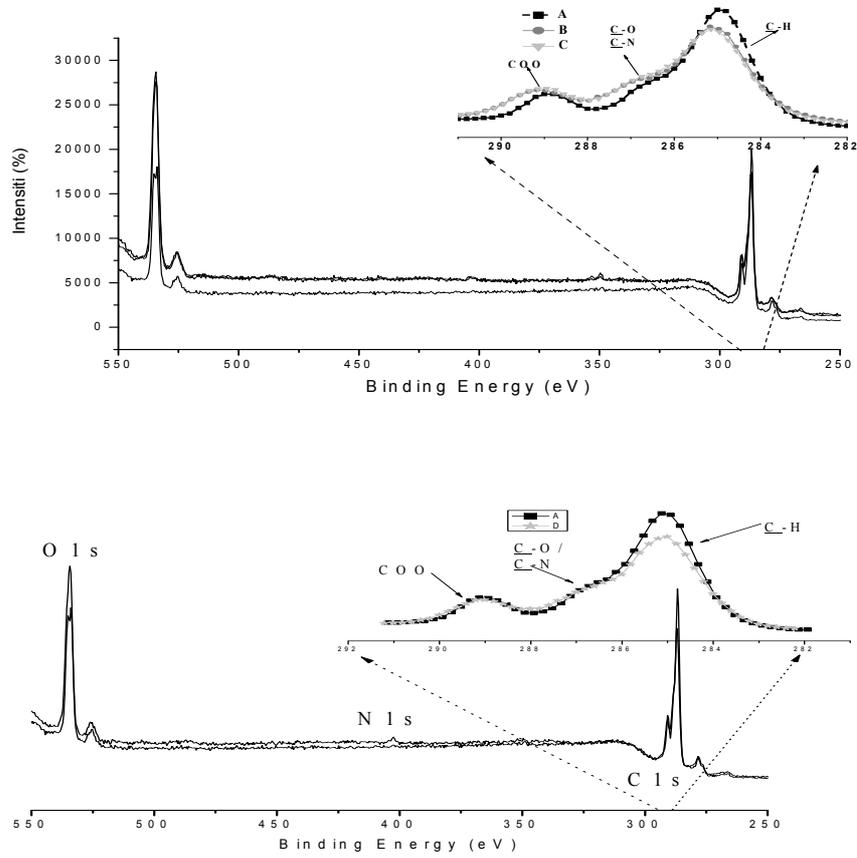 A
B
C
C O O
C-O
C-N
C-H
290 288 286 284 282
Intensiti (%)
30000
25000
20000
15000
10000
5000
0
550 500 450 400 350 300 250
Binding Energy (eV)
A
D
O 1s
C O O
C-O /
C-N
C-H
292 290 288 286 284 282
N 1s
C 1s
550 500 450 400 350 300 250
Binding Energy (eV)